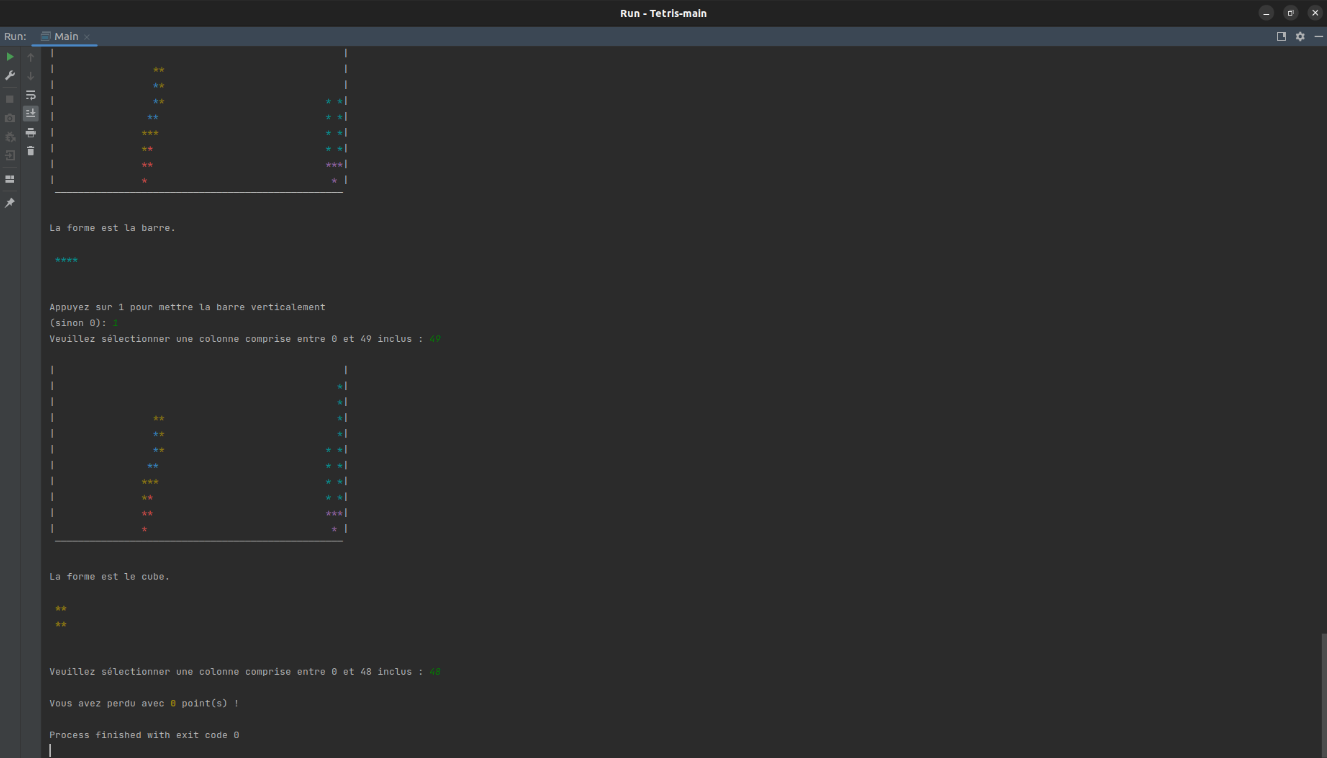 Run - Tetris-main
Run: Main
| |
| ** |
| ** |
| ** * *|
| ** * *|
| *** * *|
| ** * *|
| ** ***|
| * * |
La forme est la barre.
****
Appuyez sur 1 pour mettre la barre verticalement
(sinon 0): 1
Veuillez sélectionner une colonne comprise entre 0 et 49 inclus : 49
| |
| *|
| *|
| ** *|
| ** *|
| ** * *|
| ** * *|
| *** * *|
| ** * *|
| ** ***|
| * * |
La forme est le cube.
**
**
Veuillez sélectionner une colonne comprise entre 0 et 48 inclus : 48
Vous avez perdu avec 0 point(s) !
Process finished with exit code 0